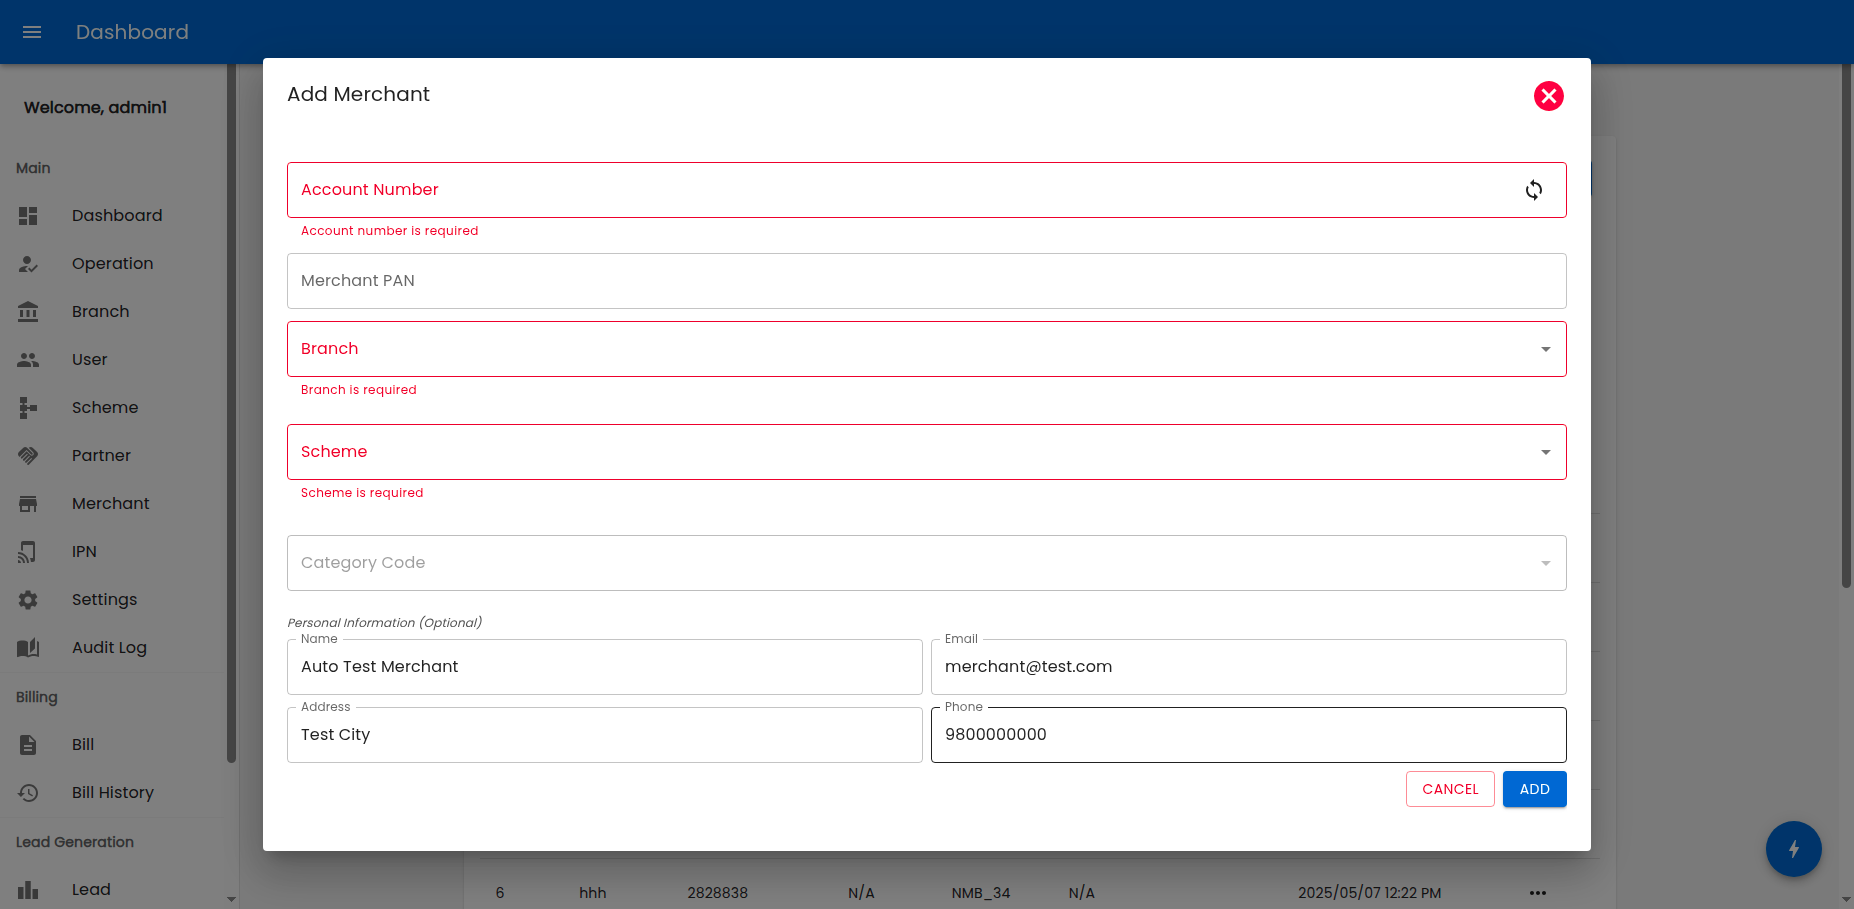 Dashboard
Welcome, admin1
Main
Dashboard
Operation
Branch
User
Scheme
Partner
Merchant
IPN
Settings
Audit Log
Billing
Bill
Bill History
Lead Generation
Lead
Add Merchant
Account Number
Account number is required
Merchant PAN
Branch
Branch is required
Scheme
Scheme is required
Category Code
Personal Information (Optional)
Name
Auto Test Merchant
Email
merchant@test.com
Address
Test City
Phone
9800000000
CANCEL
ADD
6 hhh 2828838 N/A NMB_34 N/A 2025/05/07 12:22 PM